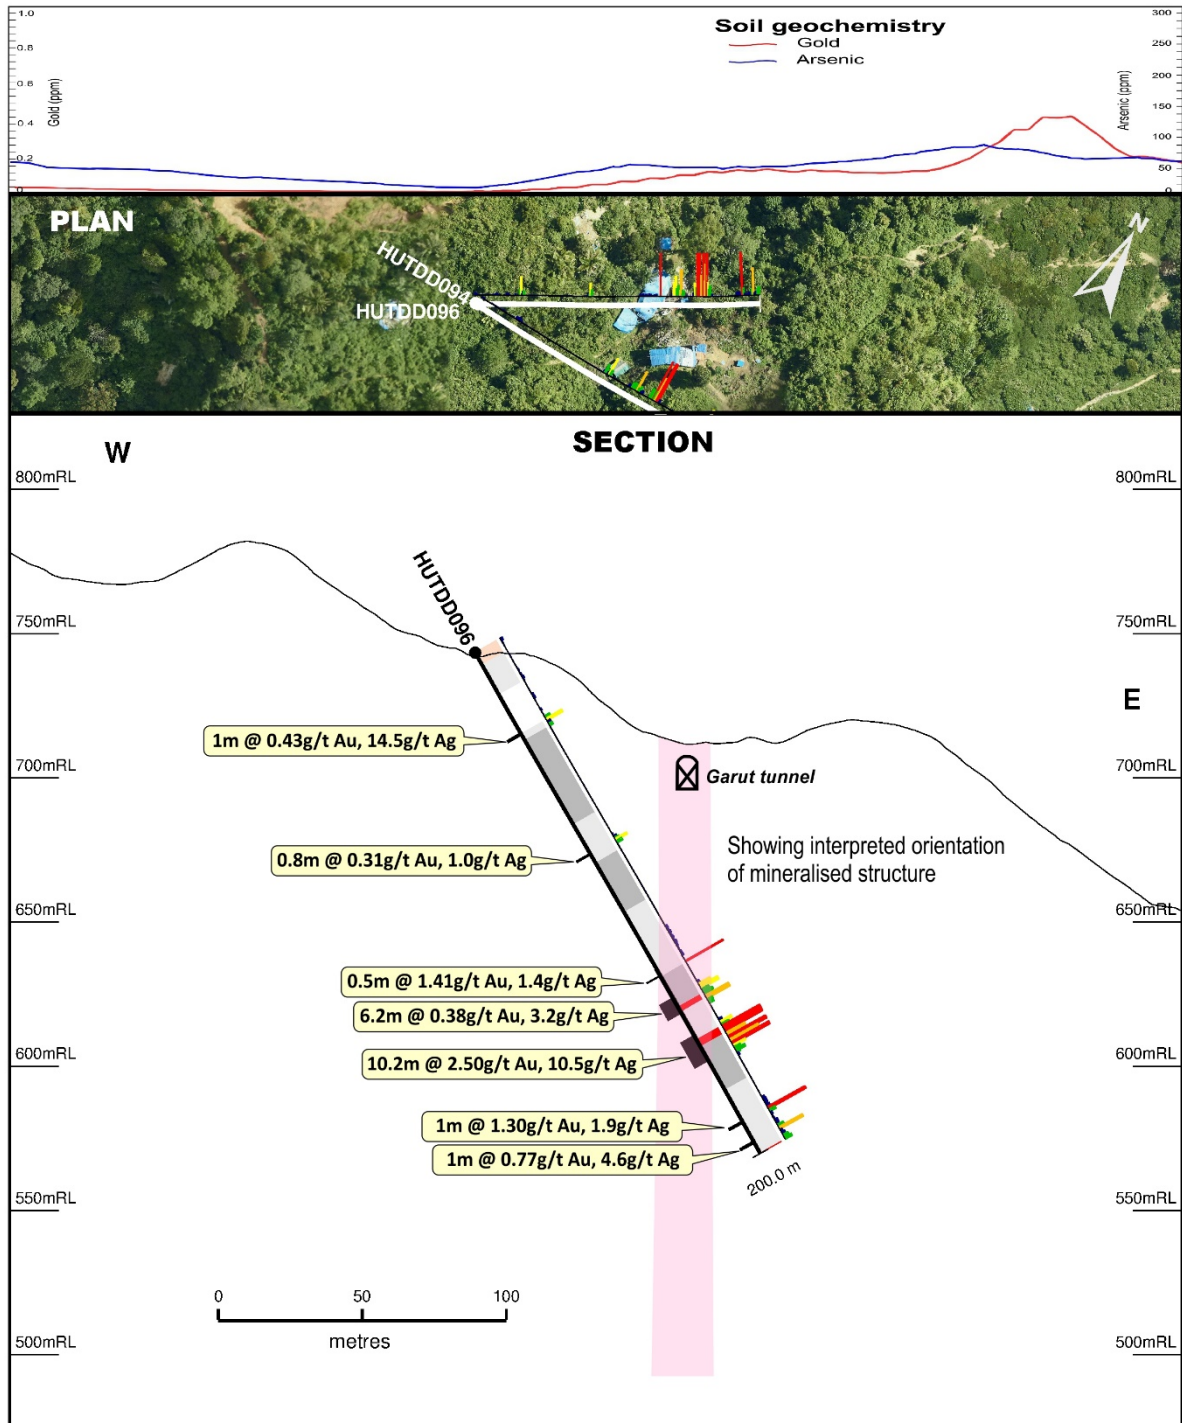 Soil geochemistry
Gold
Arsenic
1.0
0.8
0.6
0.4
0.2
0
Gold (ppm)
300
250
200
150
100
50
0
Arsenic (ppm)
PLAN
N
HUTDD094
HUTDD096
SECTION
W
E
800mRL
800mRL
750mRL
750mRL
700mRL
700mRL
650mRL
650mRL
600mRL
600mRL
550mRL
550mRL
500mRL
500mRL
HUTDD096
Garut tunnel
Showing interpreted orientation
of mineralised structure
1m @ 0.43g/t Au, 14.5g/t Ag
0.8m @ 0.31g/t Au, 1.0g/t Ag
0.5m @ 1.41g/t Au, 1.4g/t Ag
6.2m @ 0.38g/t Au, 3.2g/t Ag
10.2m @ 2.50g/t Au, 10.5g/t Ag
1m @ 1.30g/t Au, 1.9g/t Ag
1m @ 0.77g/t Au, 4.6g/t Ag
200.0 m
0 50 100
metres